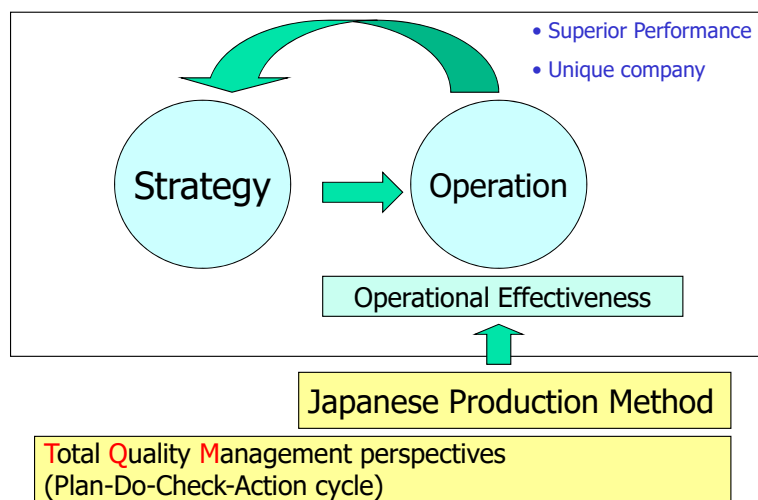 • Superior Performance
• Unique company
Strategy
Operation
Operational Effectiveness
Japanese Production Method
Total Quality Management perspectives
(Plan-Do-Check-Action cycle)